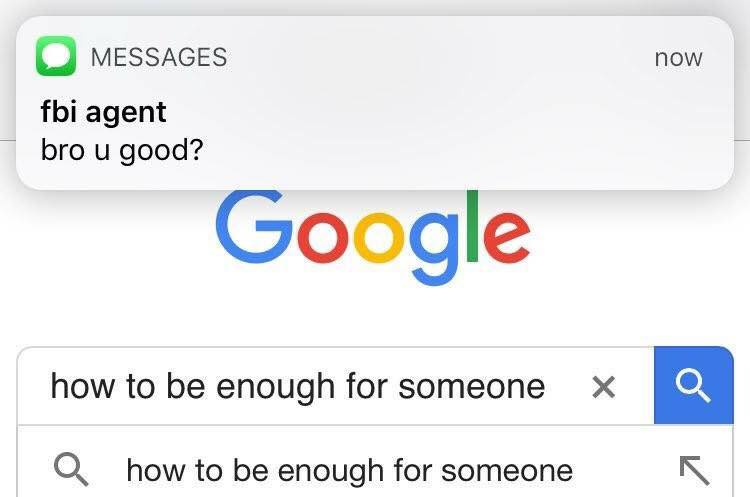 MESSAGES now
fbi agent
bro u good?
Google
how to be enough for someone
how to be enough for someone